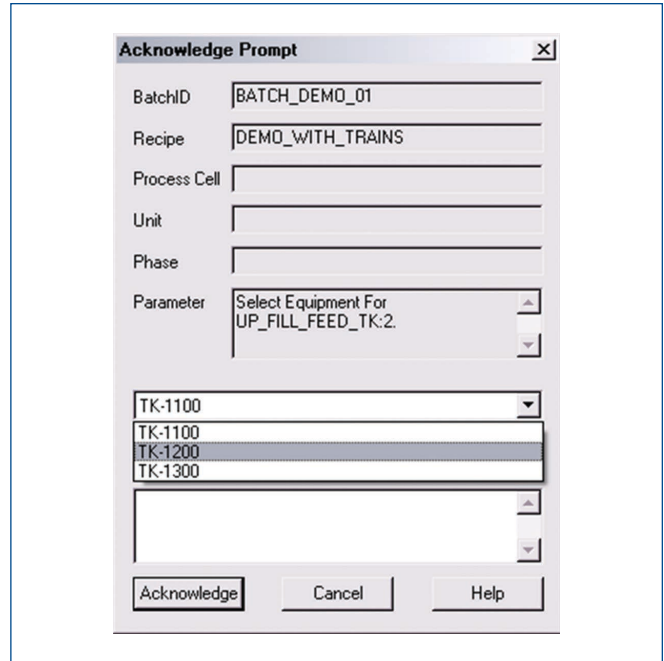 Acknowledge Prompt
BatchID BATCH_DEMO_01
Recipe DEMO_WITH_TRAINS
Process Cell
Unit
Phase
Parameter Select Equipment For
UP_FILL_FEED_TK:2.
TK-1100
TK-1100
TK-1200
TK-1300
Acknowledge Cancel Help